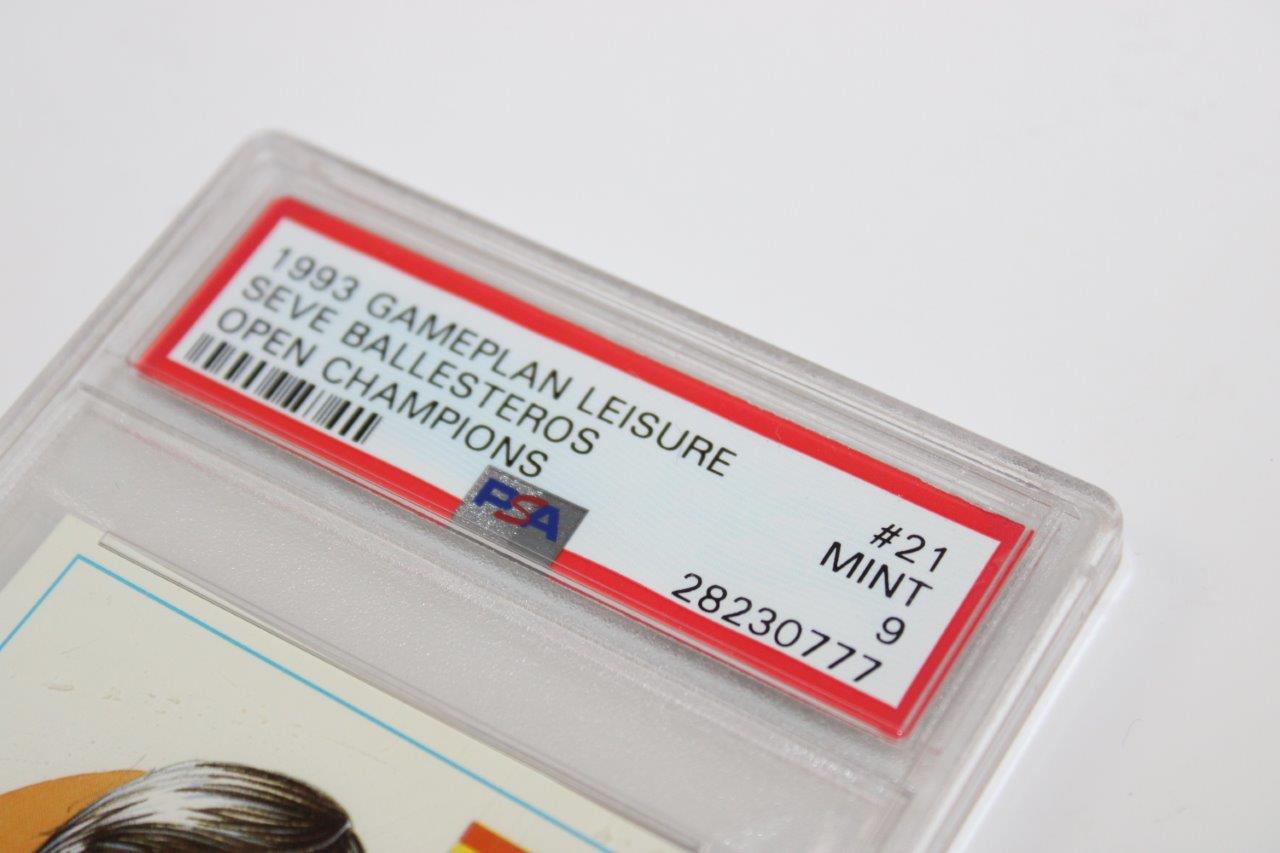 1993 GAMEPLAN LEISURE
SEVE BALLESTEROS
OPEN CHAMPIONS
PSA
#21
MINT
9
28230777